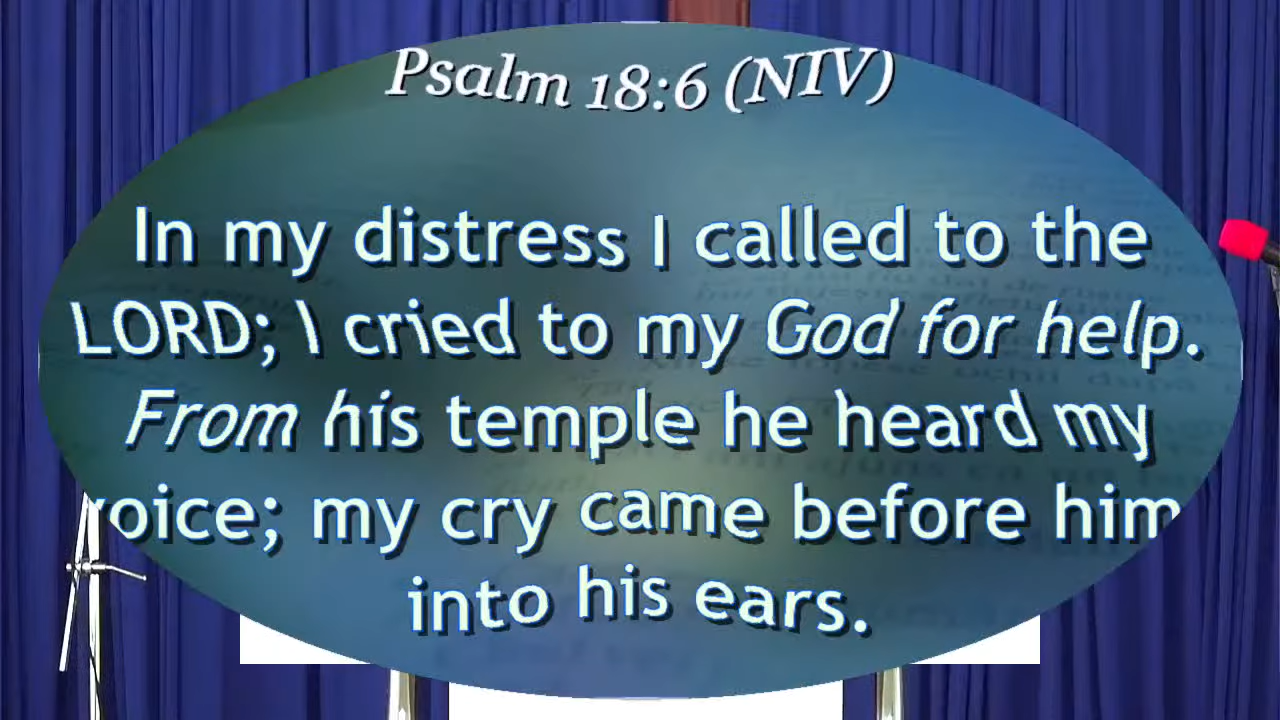 Psalm 18:6 (NIV)
In my distress I called to the
LORD; I cried to my God for help.
From his temple he heard my
voice; my cry came before him
into his ears.